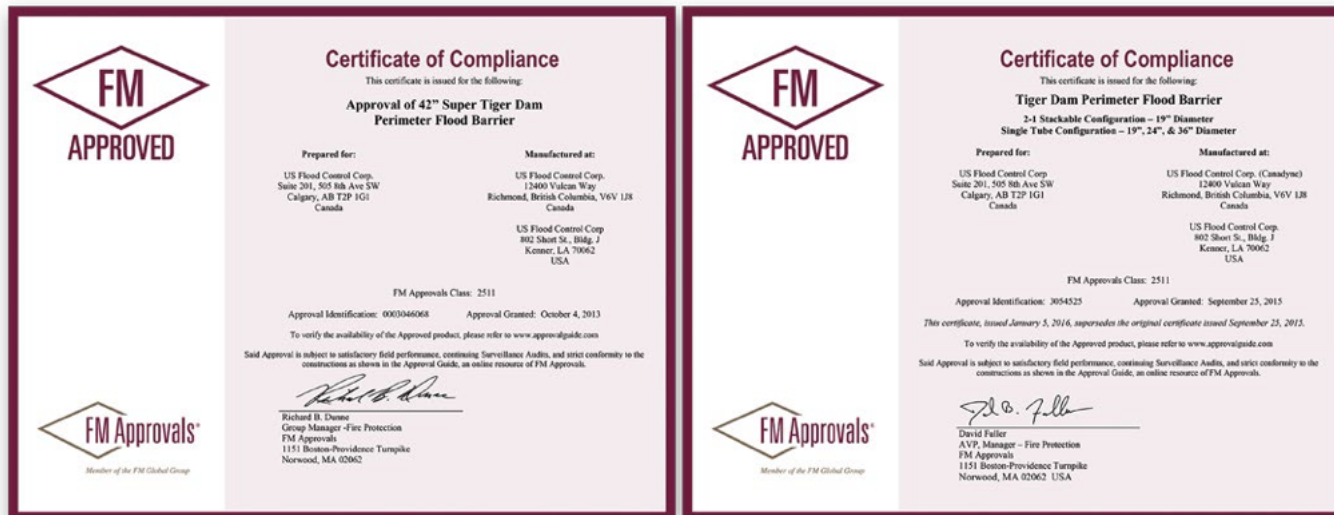 FM
APPROVED
Certificate of Compliance
This certificate is issued for the following:
Approval of 42” Super Tiger Dam
Perimeter Flood Barrier
Prepared for:
US Flood Control Corp.
Suite 201, 505 8th Ave SW
Calgary, AB T2P 1G1
Canada
Manufactured at:
US Flood Control Corp.
12400 Vulcan Way
Richmond, British Columbia, V6V 1J8
Canada
US Flood Control Corp
802 Short St., Bldg. J
Kenner, LA 70062
USA
FM Approvals Class: 2511
Approval Identification: 0003046068 Approval Granted: October 4, 2013
To verify the availability of the Approved product, please refer to www.approvalguide.com
Said Approval is subject to satisfactory field performance, continuing Surveillance Audits, and strict conformity to the
constructions as shown in the Approval Guide, an online resource of FM Approvals.
Richard B. Dunne
Group Manager -Fire Protection
FM Approvals
1151 Boston-Providence Turnpike
Norwood, MA 02062
FM Approvals®
Member of the FM Global Group
FM
APPROVED
Certificate of Compliance
This certificate is issued for the following:
Tiger Dam Perimeter Flood Barrier
2-1 Stackable Configuration – 19” Diameter
Single Tube Configuration – 19”, 24”, & 36” Diameter
Prepared for:
US Flood Control Corp
Suite 201, 505 8th Ave SW
Calgary, AB T2P 1G1
Canada
Manufactured at:
US Flood Control Corp. (Canadyne)
12400 Vulcan Way
Richmond, British Columbia, V6V 1J8
Canada
US Flood Control Corp.
802 Short St., Bldg. J
Kenner, LA 70062
USA
FM Approvals Class: 2511
Approval Identification: 3054525 Approval Granted: September 25, 2015
This certificate, issued January 5, 2016, supersedes the original certificate issued September 25, 2015.
To verify the availability of the Approved product, please refer to www.approvalguide.com
Said Approval is subject to satisfactory field performance, continuing Surveillance Audits, and strict conformity to the
constructions as shown in the Approval Guide, an online resource of FM Approvals.
David Fuller
AVP, Manager – Fire Protection
FM Approvals
1151 Boston-Providence Turnpike
Norwood, MA 02062 USA
FM Approvals®
Member of the FM Global Group